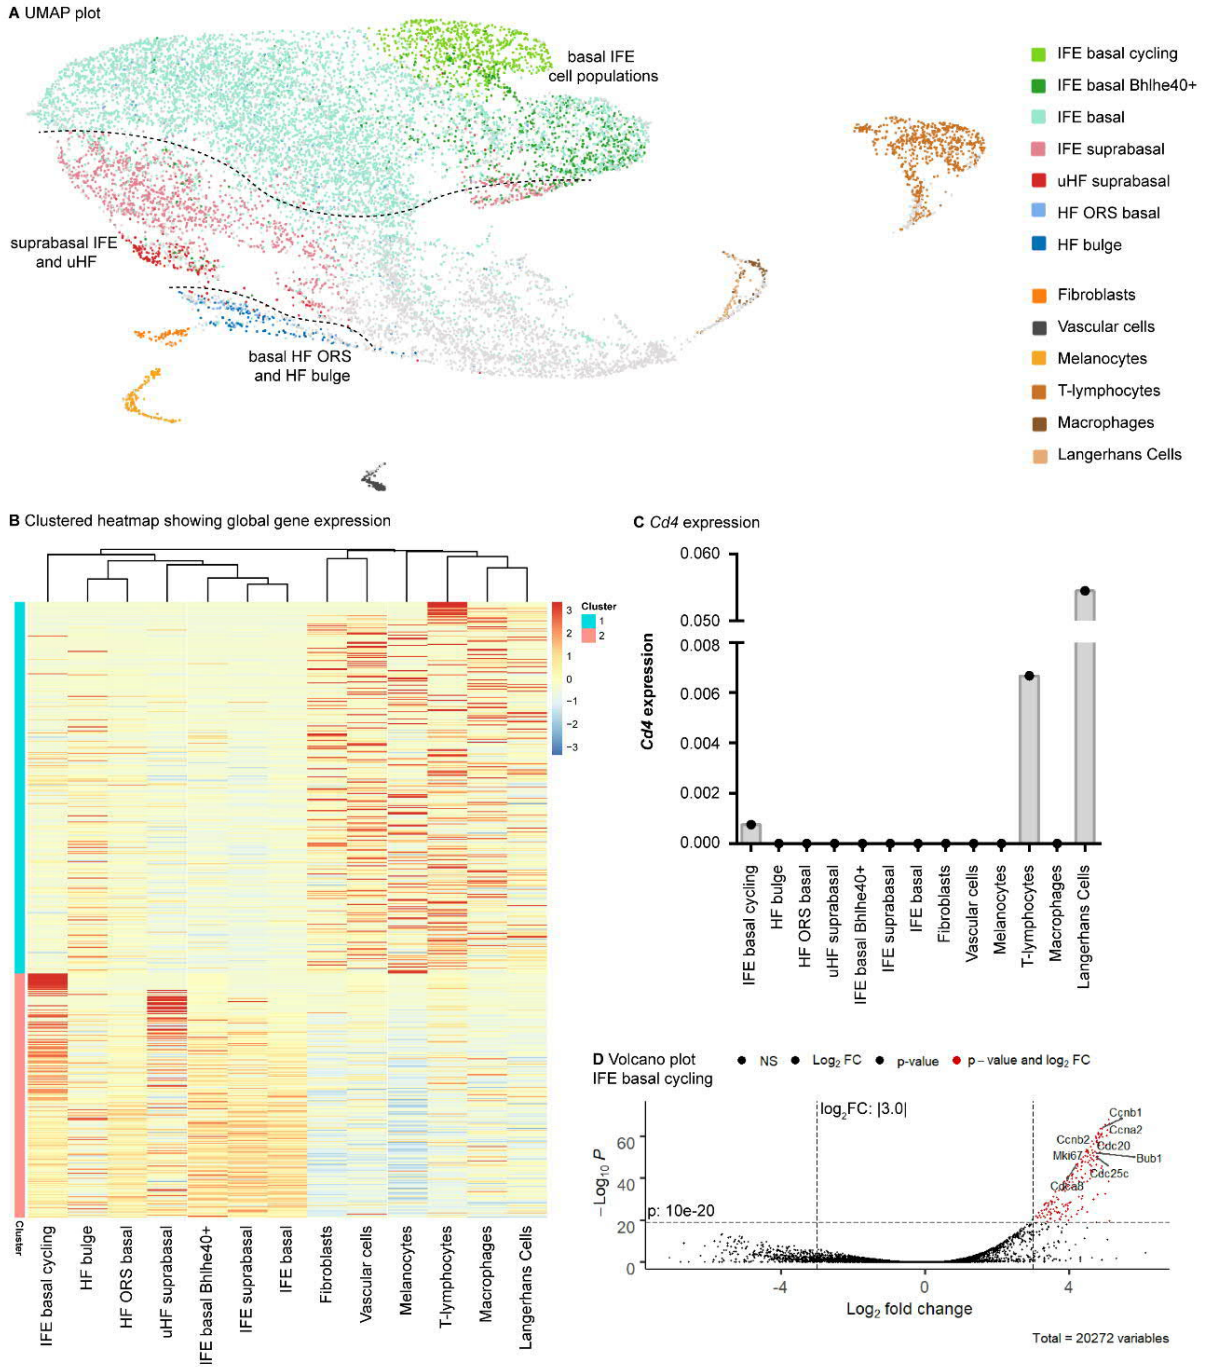 A UMAP plot
basal IFE
cell populations
suprabasal IFE
and uHF
basal HF ORS
and HF bulge
IFE basal cycling
IFE basal Bhlhe40+
IFE basal
IFE suprabasal
uHF suprabasal
HF ORS basal
HF bulge
Fibroblasts
Vascular cells
Melanocytes
T-lymphocytes
Macrophages
Langerhans Cells
B Clustered heatmap showing global gene expression
3
2
1
0
−1
−2
−3
Cluster
1
2
Cluster
IFE basal cycling
HF bulge
HF ORS basal
uHF suprabasal
IFE basal Bhlhe40+
IFE suprabasal
IFE basal
Fibroblasts
Vascular cells
Melanocytes
T-lymphocytes
Macrophages
Langerhans Cells
C Cd4 expression
Cd4 expression
0.060
0.050
0.008
0.006
0.004
0.002
0.000
IFE basal cycling
HF bulge
HF ORS basal
uHF suprabasal
IFE basal Bhlhe40+
IFE suprabasal
IFE basal
Fibroblasts
Vascular cells
Melanocytes
T-lymphocytes
Macrophages
Langerhans Cells
D Volcano plot
IFE basal cycling
NS
Log₂ FC
p-value
p − value and log₂ FC
log₂FC: |3.0|
p: 10e-20
−Log₁₀ P
60
40
20
0
Ccnb1
Ccna2
Ccnb2
Cdc20
Mki67
Bub1
Cdc25c
Cdca8
-4
0
4
Log₂ fold change
Total = 20272 variables